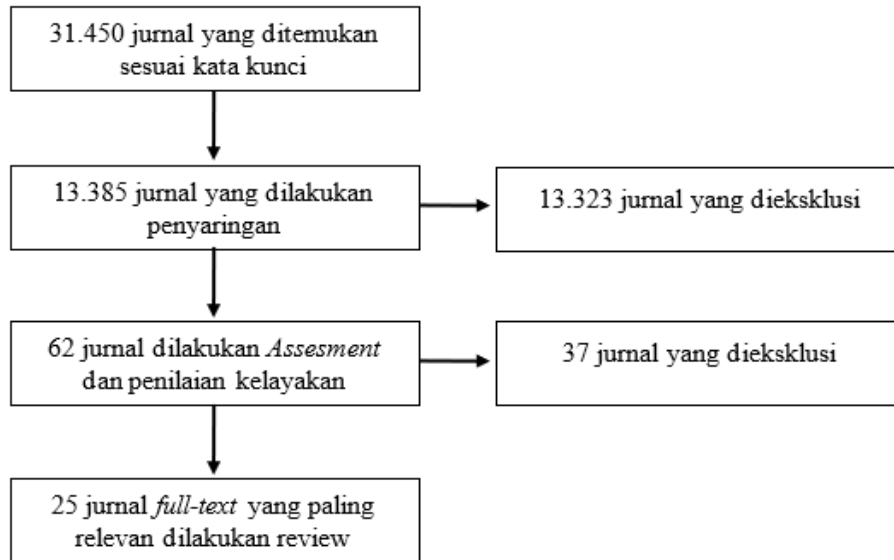 31.450 jurnal yang ditemukan
sesuai kata kunci
13.385 jurnal yang dilakukan
penyaringan
13.323 jurnal yang dieksklusi
62 jurnal dilakukan Assesment
dan penilaian kelayakan
37 jurnal yang dieksklusi
25 jurnal full-text yang paling
relevan dilakukan review